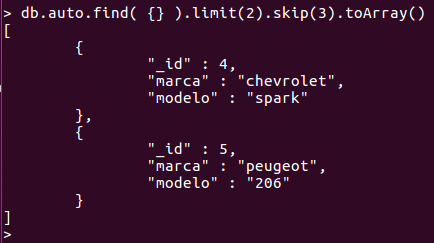 > db.auto.find( {} ).limit(2).skip(3).toArray()
[
	{
		"_id" : 4,
		"marca" : "chevrolet",
		"modelo" : "spark"
	},
	{
		"_id" : 5,
		"marca" : "peugeot",
		"modelo" : "206"
	}
]
>